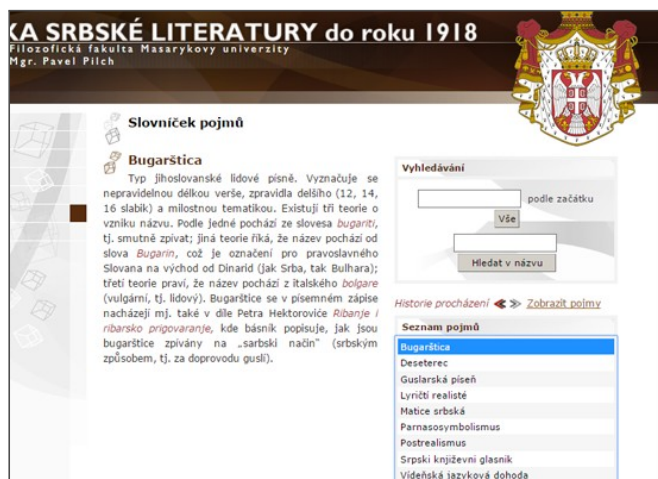 KA SRBSKÉ LITERATURY do roku 1918
Filozofická fakulta Masarykovy univerzity
Mgr. Pavel Pilch
Slovníček pojmů
Bugarštica
Typ jihoslovanské lidové písně. Vyznačuje se
nepravidelnou délkou verše, zpravidla delšího (12, 14,
16 slabik) a milostnou tematikou. Existují tři teorie o
vzniku názvu. Podle jedné pochází ze slovesa bugariti,
tj. smutně zpívat; jiná teorie říká, že název pochází od
slova Bugarin, což je označení pro pravoslavného
Slovana na východ od Dinarid (jak Srba, tak Bulhara);
třetí teorie praví, že název pochází z italského bolgare
(vulgární, tj. lidový). Bugarštice se v písemném zápise
nacházejí mj. také v díle Petra Hektoroviće Ribanje i
ribarsko prigovaranje, kde básník popisuje, jak jsou
bugarštice zpívány na „sarbski način" (srbským
způsobem, tj. za doprovodu guslí).
Vyhledávání
podle začátku
Vše
Hledat v názvu
Historie procházení Zobrazit pojmy
Seznam pojmů
Bugarštica
Deseterec
Guslarská píseň
Lyričtí realisté
Matice srbská
Parnasosymbolismus
Postrealismus
Srpski književni glasnik
Vídeňská jazyková dohoda